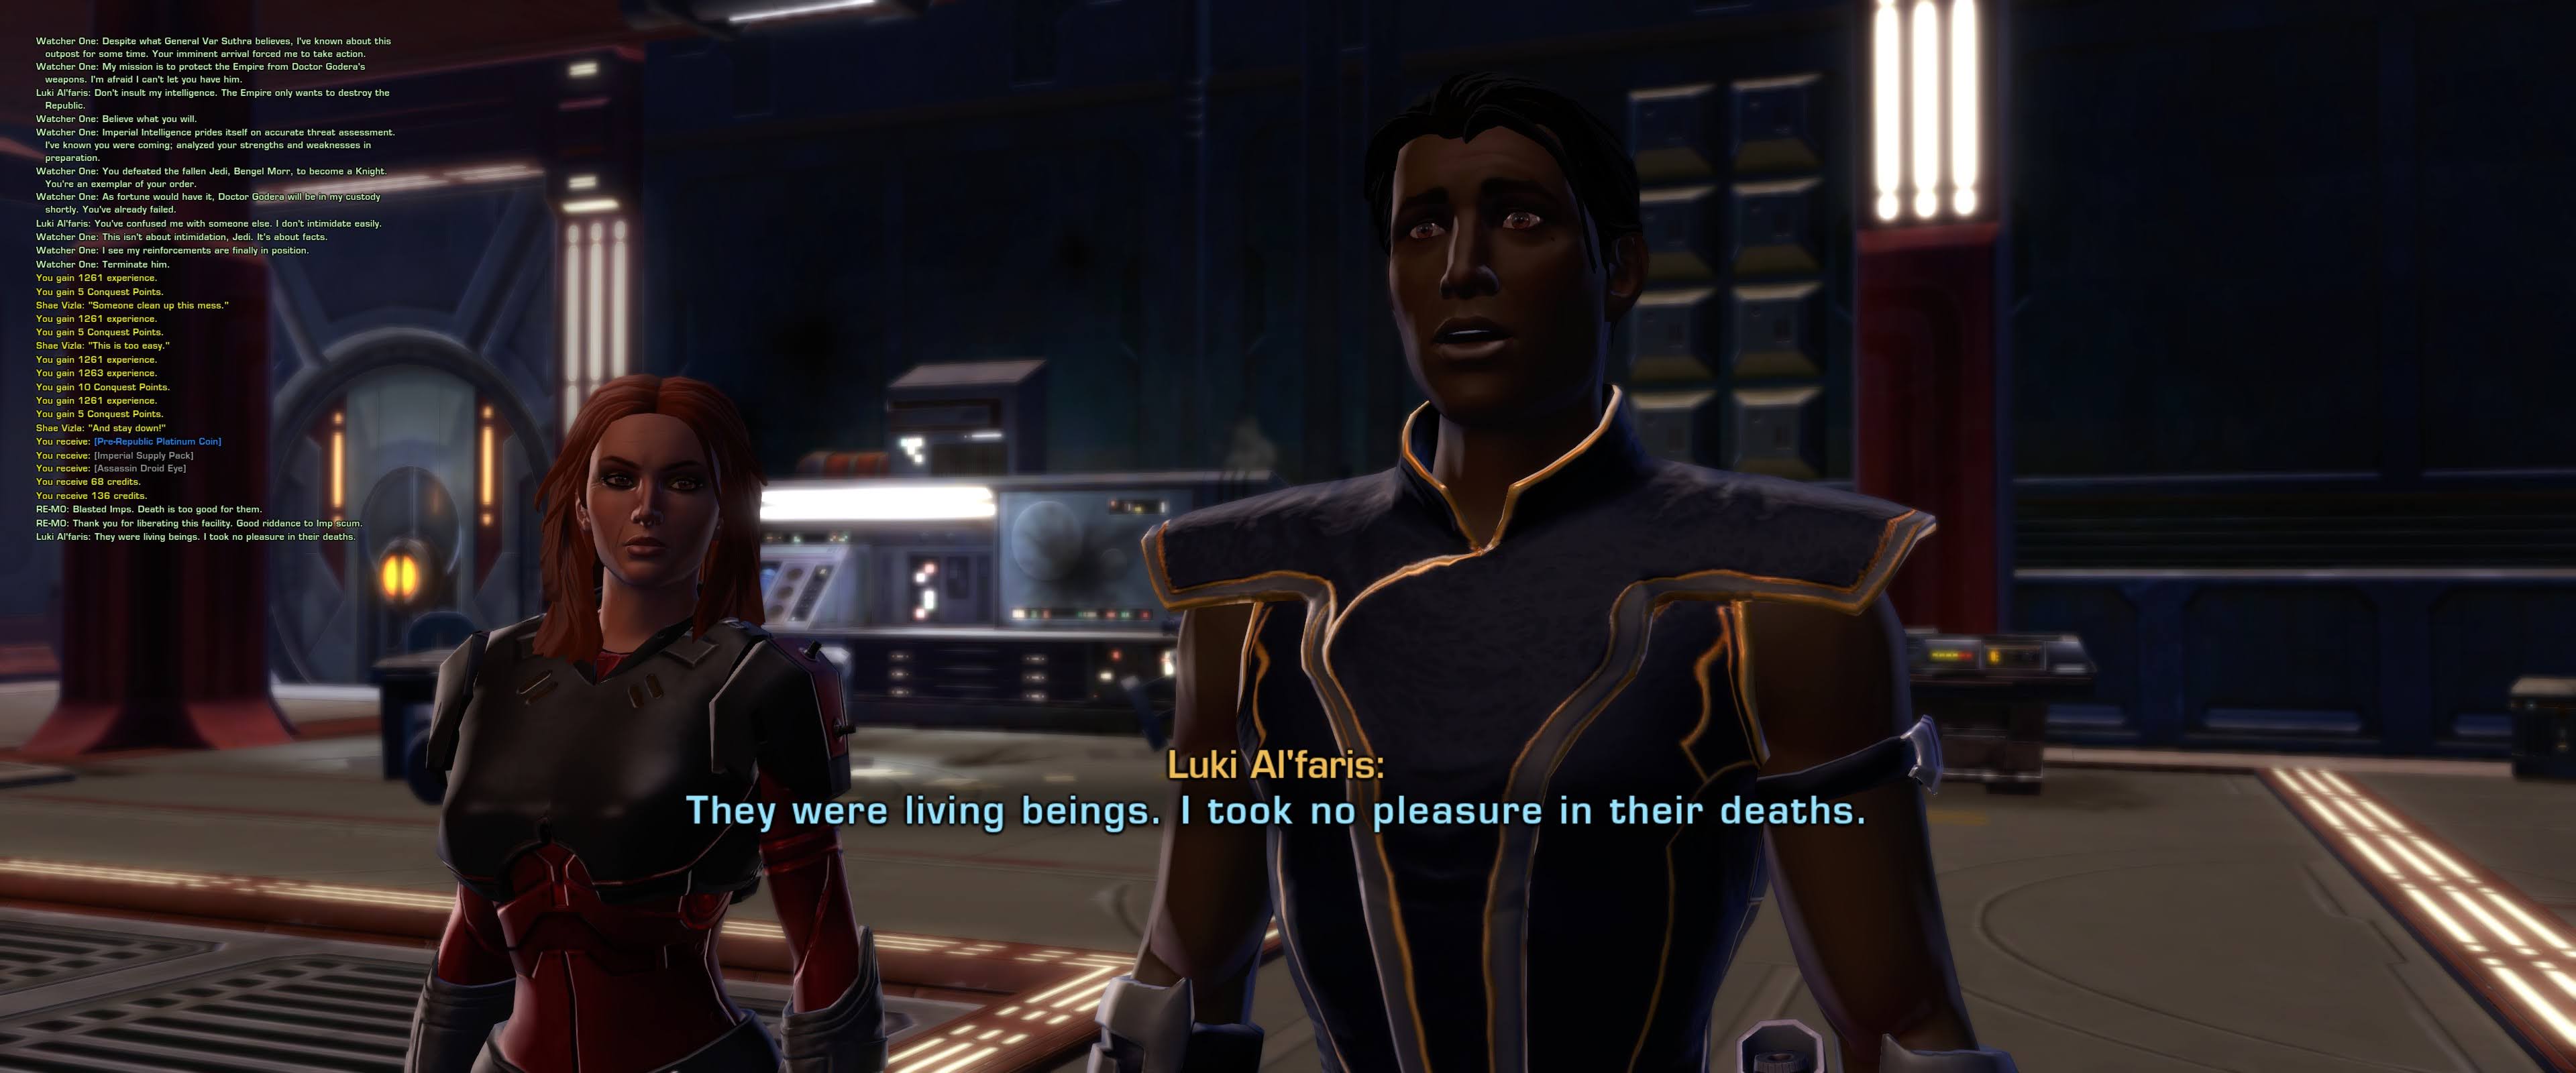 Watcher One: Despite what General Var Suthra believes, I've known about this
outpost for some time. Your imminent arrival forced me to take action.
Watcher One: My mission is to protect the Empire from Doctor Godera's
weapons. I'm afraid I can't let you have him.
Luki Al'faris: Don't insult my intelligence. The Empire only wants to destroy the
Republic.
Watcher One: Believe what you will.
Watcher One: Imperial Intelligence prides itself on accurate threat assessment.
I've known you were coming; analyzed your strengths and weaknesses in
preparation.
Watcher One: You defeated the fallen Jedi, Bengel Morr, to become a Knight.
You're an exemplar of your order.
Watcher One: As fortune would have it, Doctor Godera will be in my custody
shortly. You've already failed.
Luki Al'faris: You've confused me with someone else. I don't intimidate easily.
Watcher One: This isn't about intimidation, Jedi. It's about facts.
Watcher One: I see my reinforcements are finally in position.
Watcher One: Terminate him.
You gain 1261 experience.
You gain 5 Conquest Points.
Shae Vizla: "Someone clean up this mess."
You gain 1261 experience.
You gain 5 Conquest Points.
Shae Vizla: "This is too easy."
You gain 1261 experience.
You gain 1263 experience.
You gain 10 Conquest Points.
You gain 1261 experience.
You gain 5 Conquest Points.
Shae Vizla: "And stay down!"
You receive: [Pre-Republic Platinum Coin]
You receive: [Imperial Supply Pack]
You receive: [Assassin Droid Eye]
You receive 68 credits.
You receive 136 credits.
RE-M0: Blasted Imps. Death is too good for them.
RE-M0: Thank you for liberating this facility. Good riddance to Imp scum.
Luki Al'faris: They were living beings. I took no pleasure in their deaths.
Luki Al'faris:
They were living beings. I took no pleasure in their deaths.